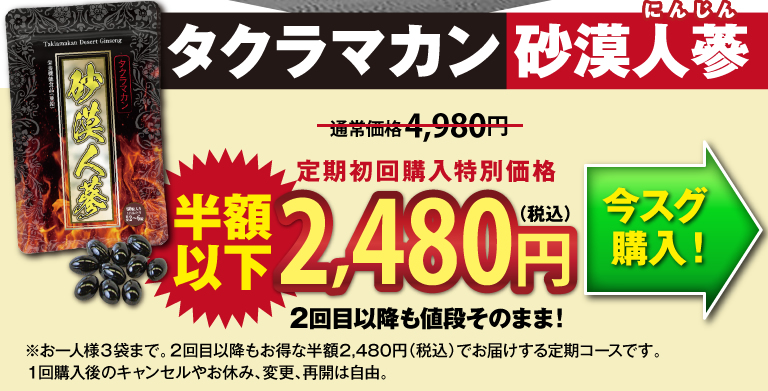 にんじん
タクラマカン 砂漠人蔘
Taklamakan Desert Ginseng
タクラマカン
砂漠人蔘
通常価格4,980円
定期初回購入特別価格
半額
以下
2,480円
(税込)
今スグ
購入!
2回目以降も値段そのまま!
※お一人様3袋まで。2回目以降もお得な半額2,480円(税込)でお届けする定期コースです。
1回購入後のキャンセルやお休み、変更、再開は自由。